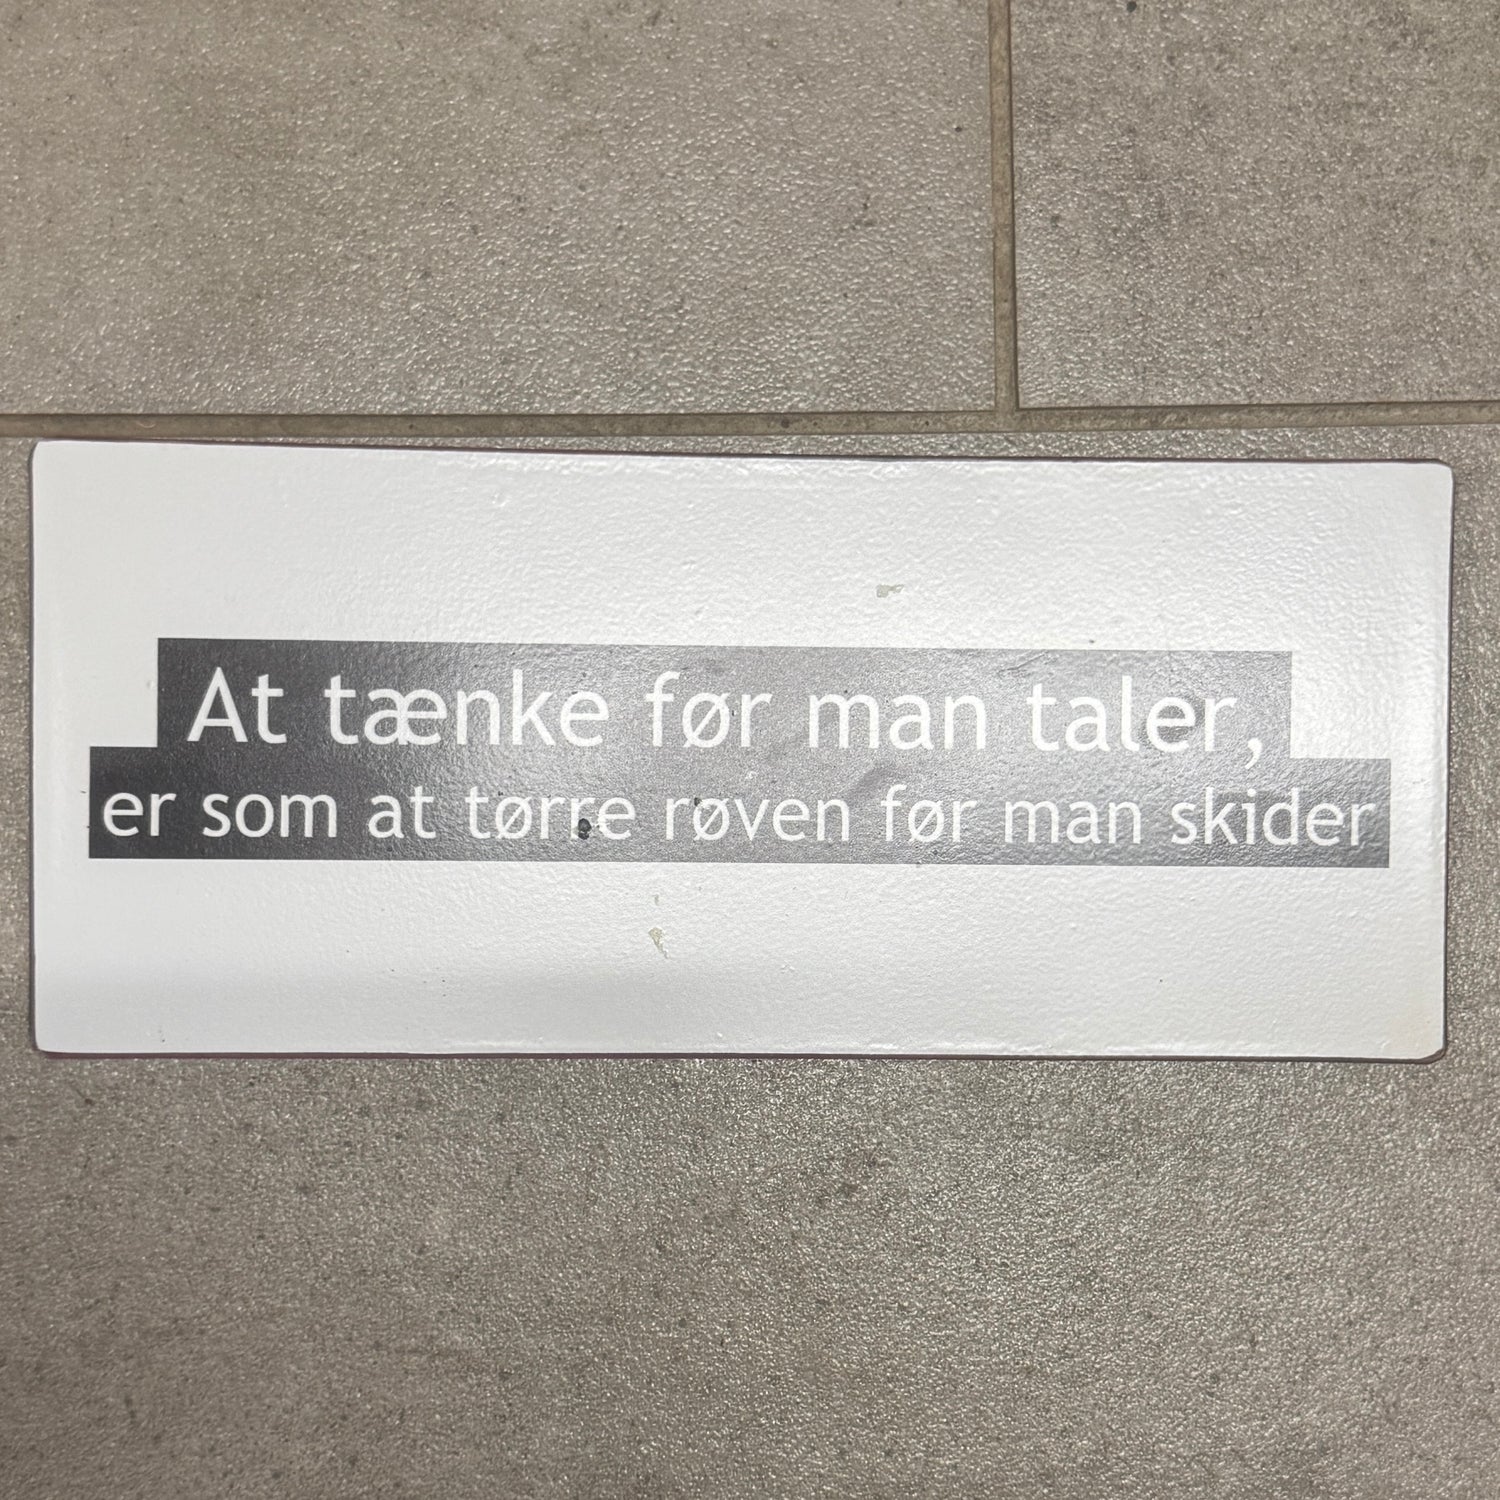 At tænke før man taler,
er som at tørre røven før man skider